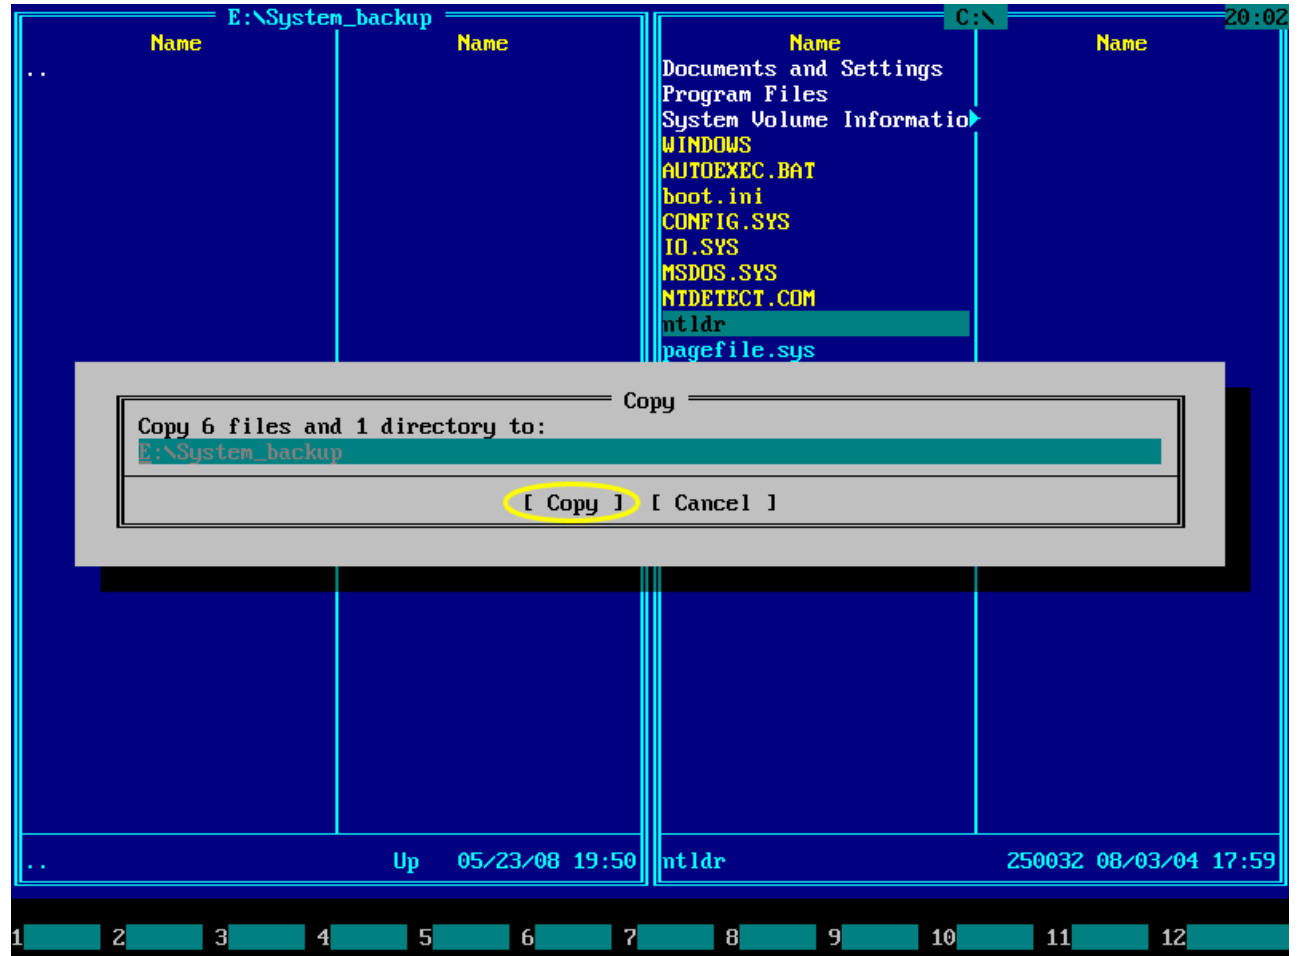 E:\System_backup
Name Name
..
C:\ 20:02
Name Name
Documents and Settings
Program Files
System Volume Informatio
WINDOWS
AUTOEXEC.BAT
boot.ini
CONFIG.SYS
IO.SYS
MSDOS.SYS
NTDETECT.COM
ntldr
pagefile.sys
Copy
Copy 6 files and 1 directory to:
E:\System_backup
[ Copy ] [ Cancel ]
.. Up 05/23/08 19:50
ntldr 250032 08/03/04 17:59
1 2 3 4 5 6 7 8 9 10 11 12